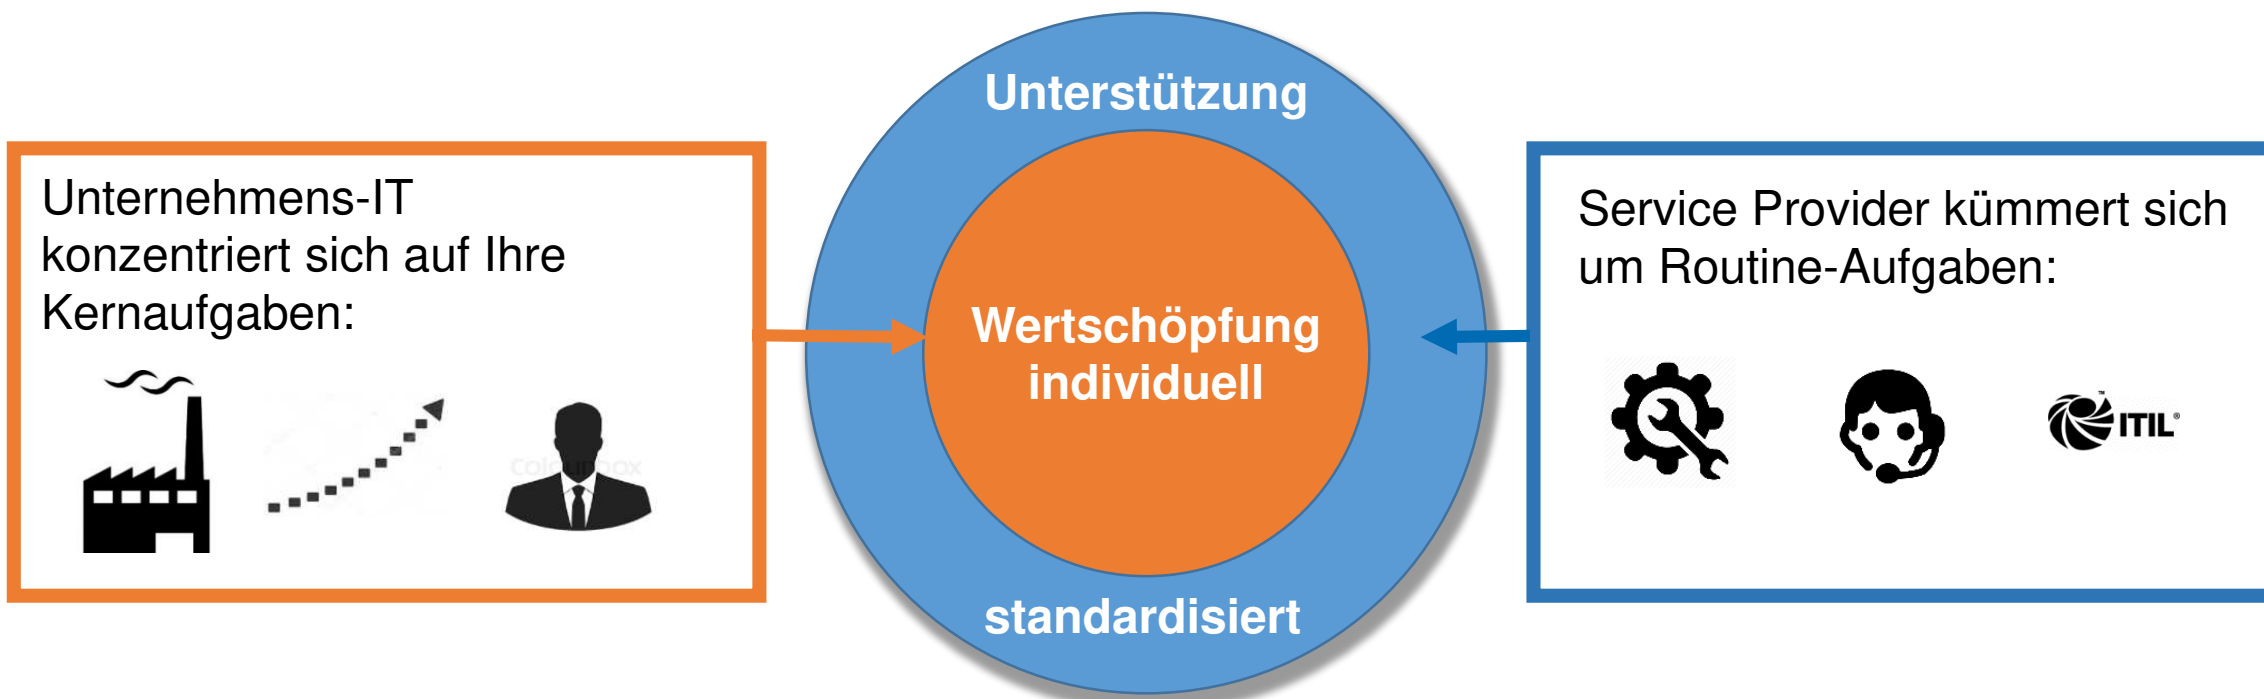 Unterstützung
Unternehmens-IT
konzentriert sich auf Ihre
Kernaufgaben:
Colourbox
Wertschöpfung
individuell
standardisiert
Service Provider kümmert sich
um Routine-Aufgaben:
ITIL®